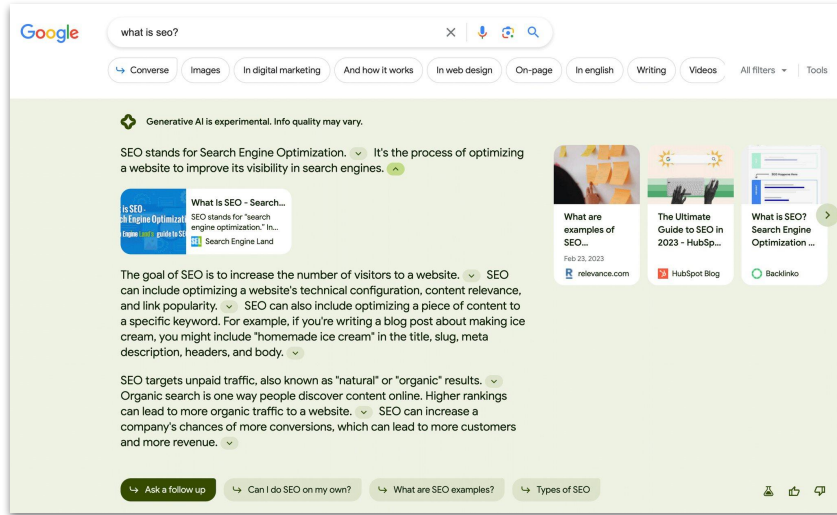 Google
what is seo?
Converse
Images
In digital marketing
And how it works
In web design
On-page
In english
Writing
Videos
All filters
Tools
Generative AI is experimental. Info quality may vary.
SEO stands for Search Engine Optimization. It's the process of optimizing
a website to improve its visibility in search engines.
What Is SEO - Search...
SEO stands for "search
engine optimization." In...
Search Engine Land
The goal of SEO is to increase the number of visitors to a website. SEO
can include optimizing a website's technical configuration, content relevance,
and link popularity. SEO can also include optimizing a piece of content to
a specific keyword. For example, if you're writing a blog post about making ice
cream, you might include "homemade ice cream" in the title, slug, meta
description, headers, and body.
SEO targets unpaid traffic, also known as "natural" or "organic" results.
Organic search is one way people discover content online. Higher rankings
can lead to more organic traffic to a website. SEO can increase a
company's chances of more conversions, which can lead to more customers
and more revenue.
What are
examples of
SEO...
Feb 23, 2023
relevance.com
The Ultimate
Guide to SEO in
2023 - HubSp...
HubSpot Blog
What is SEO?
Search Engine
Optimization ...
Backlinko
Ask a follow up
Can I do SEO on my own?
What are SEO examples?
Types of SEO